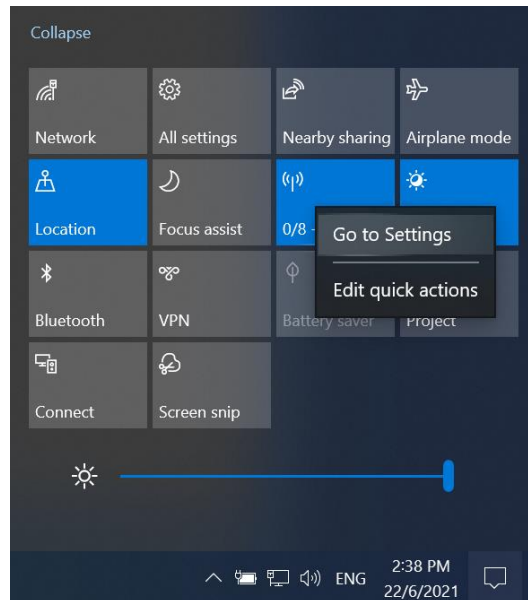 Collapse
Network
All settings
Nearby sharing
Airplane mode
Location
Focus assist
0/8 -
Go to Settings
Edit quick actions
Bluetooth
VPN
Battery saver
Project
Connect
Screen snip
ENG
2:38 PM
22/6/2021